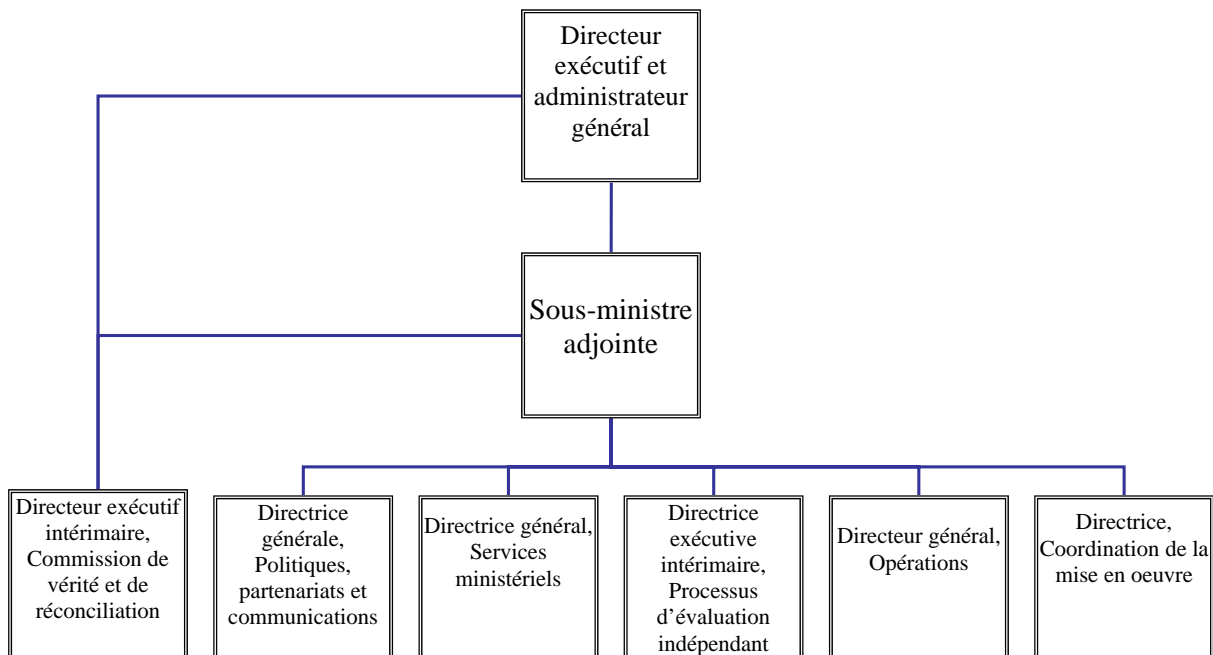 Directeur
exécutif et
administrateur
général
Sous-ministre
adjointe
Directeur exécutif
intérimaire,
Commission de
vérité et de
réconciliation
Directrice
générale,
Politiques,
partenariats et
communications
Directrice général,
Services
ministériels
Directrice
exécutive
intérimaire,
Processus
d’évaluation
indépendant
Directeur général,
Opérations
Directrice,
Coordination de la
mise en oeuvre